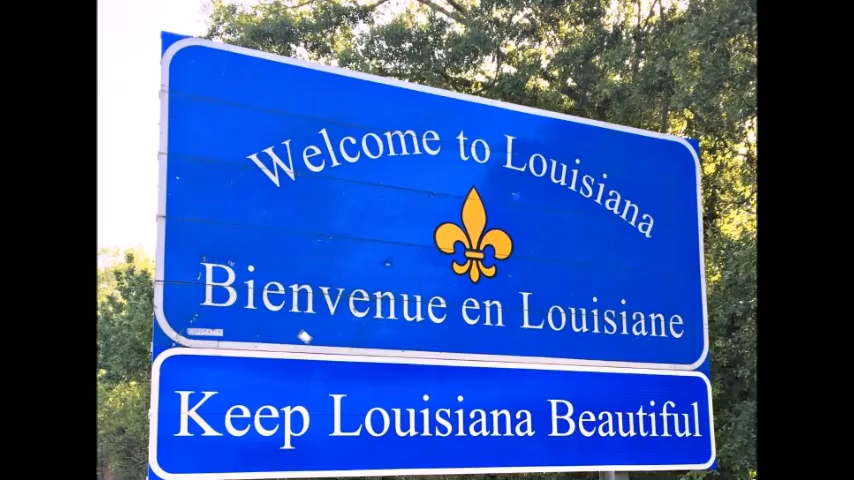 Welcome to Louisiana
Bienvenue en Louisiane
Keep Louisiana Beautiful